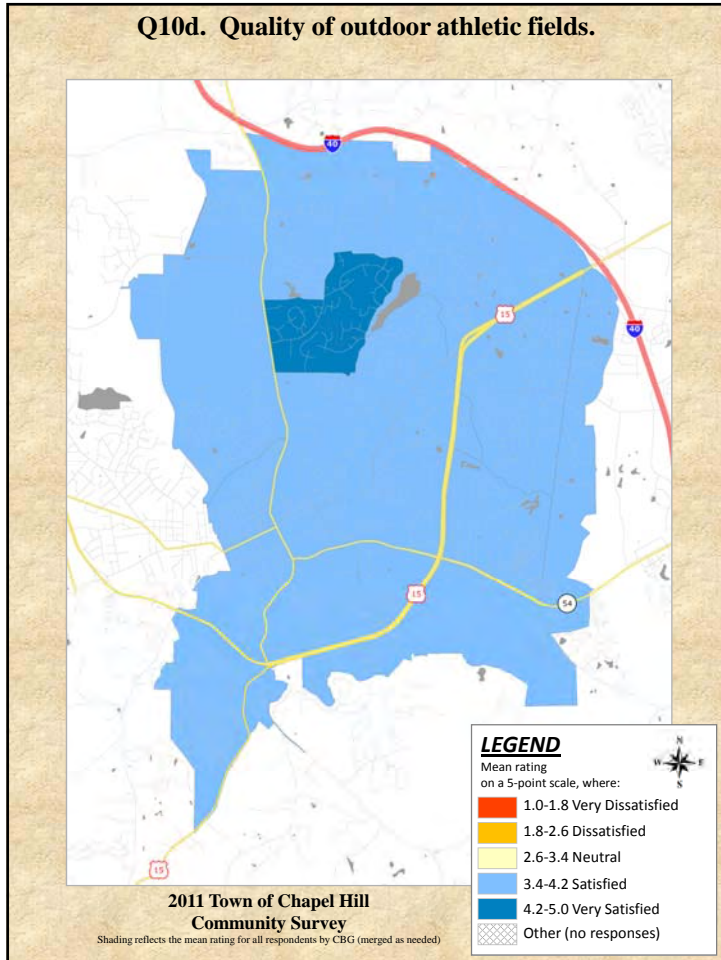 Q10d. Quality of outdoor athletic fields.
40
15
40
15
54
15
LEGEND
Mean rating
on a 5-point scale, where:
N
W E
S
1.0-1.8 Very Dissatisfied
1.8-2.6 Dissatisfied
2.6-3.4 Neutral
3.4-4.2 Satisfied
4.2-5.0 Very Satisfied
Other (no responses)
2011 Town of Chapel Hill
Community Survey
Shading reflects the mean rating for all respondents by CBG (merged as needed)